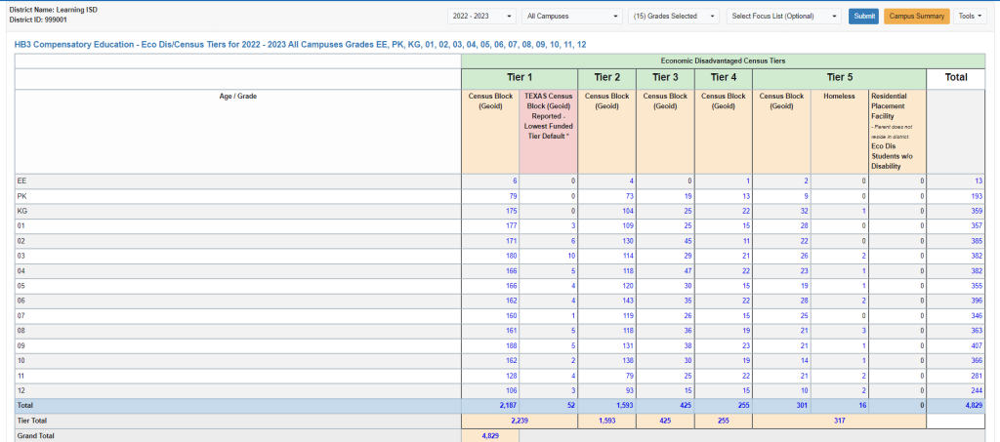 District Name: Learning ISD
District ID: 999001
2022 - 2023 All Campuses (15) Grades Selected Select Focus List (Optional) Submit Campus Summary Tools
HB3 Compensatory Education - Eco Dis/Census Tiers for 2022 - 2023 All Campuses Grades EE, PK, KG, 01, 02, 03, 04, 05, 06, 07, 08, 09, 10, 11, 12
Economic Disadvantaged Census Tiers
Tier 1 Tier 2 Tier 3 Tier 4 Tier 5 Total
Age / Grade
Census Block
(Geoid)
TEXAS Census
Block (Geoid)
Reported -
Lowest Funded
Tier Default *
Census Block
(Geoid)
Census Block
(Geoid)
Census Block
(Geoid)
Census Block
(Geoid)
Homeless
Residential
Placement
Facility
- Parent does not
reside in district
Eco Dis
Students w/o
Disability
EE 6 0 4 0 1 2 0 0 13
PK 79 0 73 19 13 9 0 0 193
KG 175 0 104 25 22 32 1 0 359
01 177 3 109 25 15 28 0 0 357
02 171 6 130 45 11 22 0 0 385
03 180 10 114 29 21 26 2 0 382
04 166 5 118 47 22 23 1 0 382
05 166 4 120 30 15 19 1 0 355
06 162 4 143 35 22 28 2 0 396
07 160 1 119 26 15 25 0 0 346
08 161 5 118 36 19 21 3 0 363
09 188 5 131 38 23 21 1 0 407
10 162 2 138 30 19 14 1 0 366
11 128 4 79 25 22 21 2 0 281
12 106 3 93 15 15 10 2 0 244
Total 2,187 52 1,593 425 255 301 16 0 4,829
Tier Total 2,239 1,593 425 255 317
Grand Total 4,829